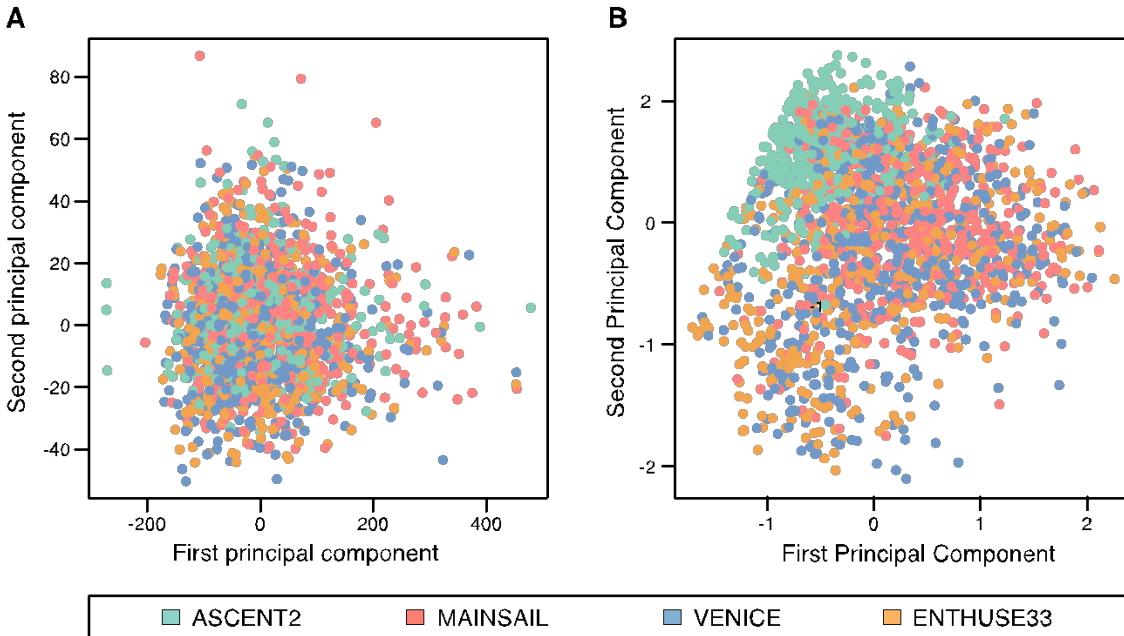 A
B
Second principal component
80
60
40
20
0
-20
-40
-200
0
200
400
First principal component
Second Principal Component
2
0
-1
-2
-1
-1
0
1
2
First Principal Component
ASCENT2
MAINSAIL
VENICE
ENTHUSE33